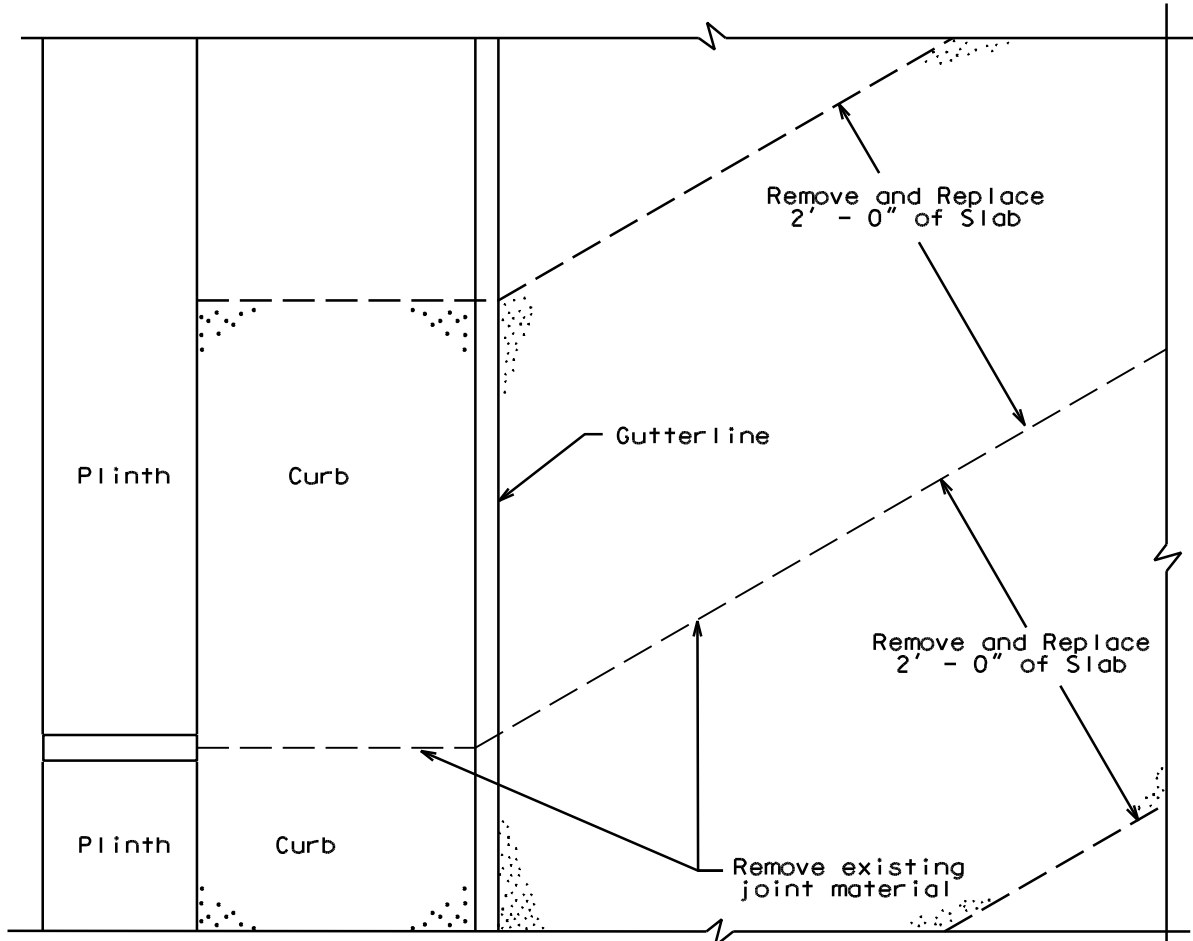 Remove and Replace
2' - 0" of Slab
Gutterline
Plinth
Curb
Remove and Replace
2' - 0" of Slab
Plinth
Curb
Remove existing
joint material